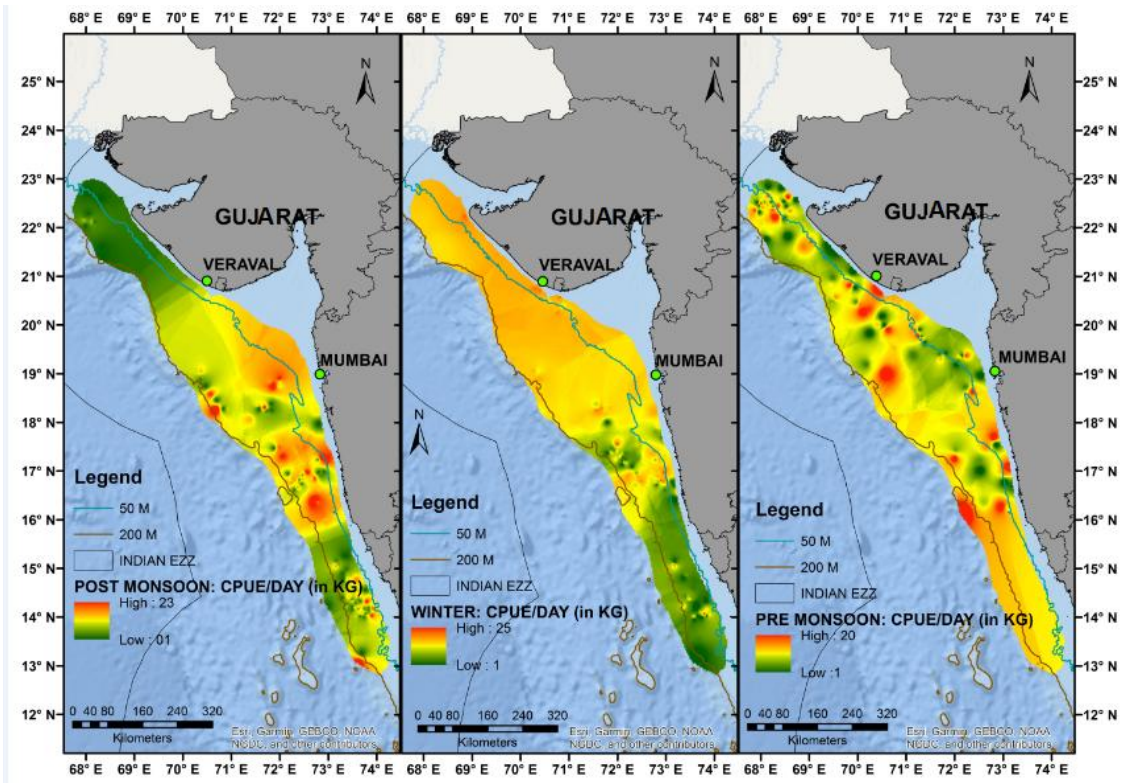 68° E 69° E 70° E 71° E 72° E 73° E 74° E 68° E 69° E 70° E 71° E 72° E 73° E 74° E 68° E 69° E 70° E 71° E 72° E 73° E 74° E
25° N
24° N
23° N
22° N
21° N
20° N
19° N
18° N
17° N
16° N
15° N
14° N
13° N
12° N
N
GUJARAT
VERAVAL
MUMBAI
Legend
50 M
200 M
INDIAN EZZ
POST MONSOON: CPUE/DAY (in KG)
High : 23
Low : 01
0 40 80 160 240 320
Kilometers
Esri, Garmin, GEBCO, NOAA
NGDC, and other contributors
N
GUJARAT
VERAVAL
MUMBAI
N
Legend
50 M
200 M
INDIAN EZZ
WINTER: CPUE/DAY (in KG)
High : 25
Low : 1
0 40 80 160 240 320
Kilometers
Esri, Garmin, GEBCO, NOAA
NGDC, and other contributors
N
GUJARAT
VERAVAL
MUMBAI
Legend
50 M
200 M
INDIAN EZZ
PRE MONSOON: CPUE/DAY (in KG)
High : 20
Low : 1
0 40 80 160 240 320
Kilometers
Esri, Garmin, GEBCO, NOAA
NGDC, and other contributors
25° N
24° N
23° N
22° N
21° N
20° N
19° N
18° N
17° N
16° N
15° N
14° N
13° N
12° N
68° E 69° E 70° E 71° E 72° E 73° E 74° E 68° E 69° E 70° E 71° E 72° E 73° E 74° E 68° E 69° E 70° E 71° E 72° E 73° E 74° E